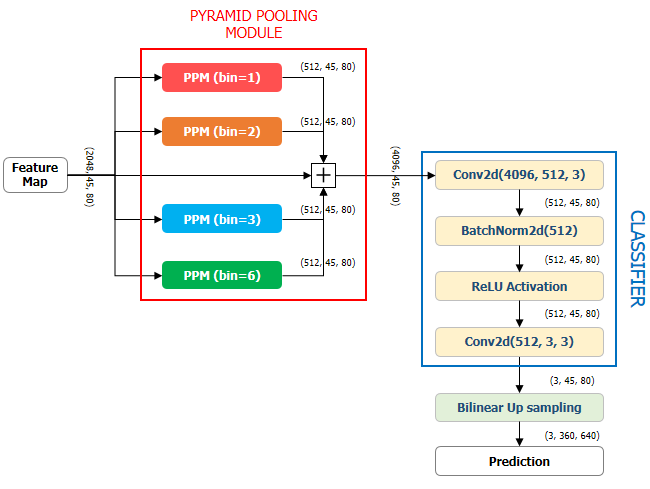 PYRAMID POOLING
MODULE
PPM (bin=1)
(512, 45, 80)
PPM (bin=2)
(512, 45, 80)
Feature
Map
(2048, 45, 80)
+
(4096, 45, 80)
PPM (bin=3)
(512, 45, 80)
PPM (bin=6)
(512, 45, 80)
Conv2d(4096, 512, 3)
(512, 45, 80)
BatchNorm2d(512)
(512, 45, 80)
ReLU Activation
(512, 45, 80)
Conv2d(512, 3, 3)
CLASSIFIER
(3, 45, 80)
Bilinear Up sampling
(3, 360, 640)
Prediction